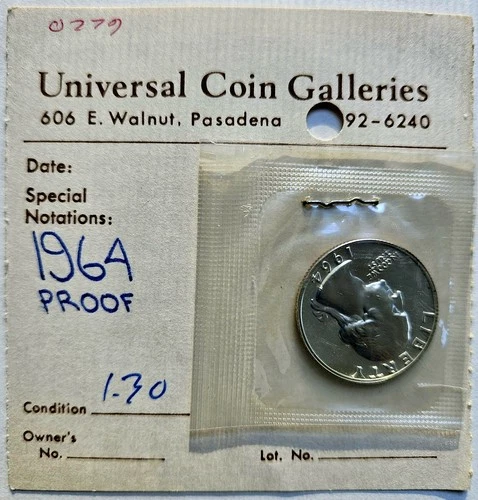 0779
Universal Coin Galleries
606 E. Walnut, Pasadena 92-6240
Date:
Special
Notations:
1964
PROOF
Condition 1.30
Owner's
No.
Lot. No.
1964
LIBERTY